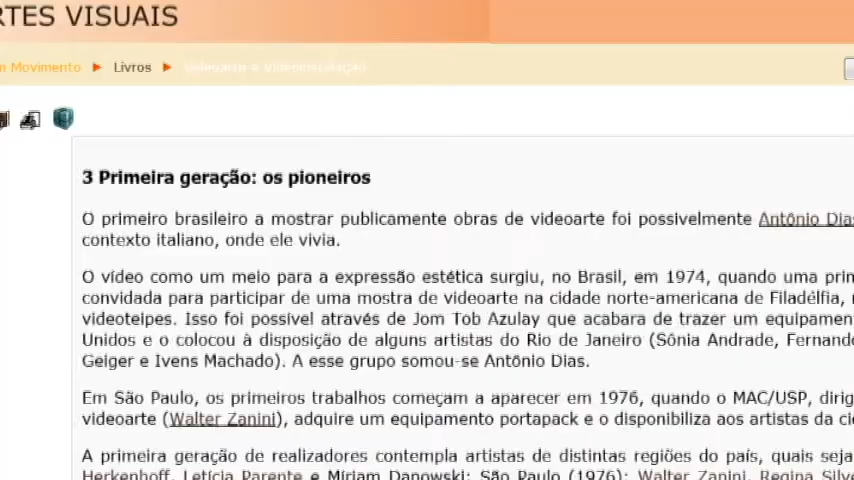 RTES VISUAIS
m Movimento ► Livros ► Videoarte e Videoinstalação
3 Primeira geração: os pioneiros
O primeiro brasileiro a mostrar publicamente obras de videoarte foi possivelmente Antônio Dias
contexto italiano, onde ele vivia.
O vídeo como um meio para a expressão estética surgiu, no Brasil, em 1974, quando uma prim
convidada para participar de uma mostra de videoarte na cidade norte-americana de Filadélfia,
videoteipes. Isso foi possível através de Jom Tob Azulay que acabara de trazer um equipament
Unidos e o colocou à disposição de alguns artistas do Rio de Janeiro (Sônia Andrade, Fernand
Geiger e Ivens Machado). A esse grupo somou-se Antônio Dias.
Em São Paulo, os primeiros trabalhos começam a aparecer em 1976, quando o MAC/USP, dirig
videoarte (Walter Zanini), adquire um equipamento portapack e o disponibiliza aos artistas da ci
A primeira geração de realizadores contempla artistas de distintas regiões do país, quais seja
Herkenhoff, Letícia Parente e Míriam Danowski; São Paulo (1976): Walter Zanini, Regina Silve